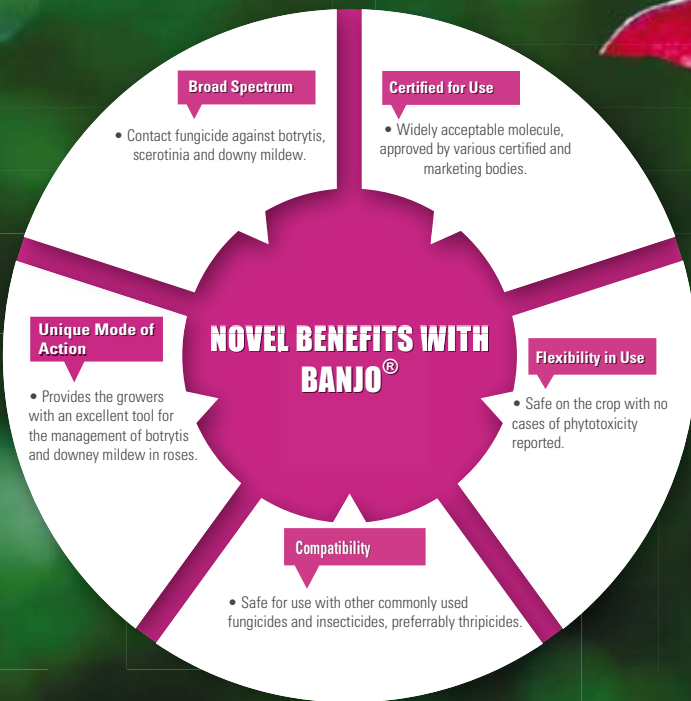 Broad Spectrum
• Contact fungicide against botrytis,
scerotinia and downy mildew.
Certified for Use
• Widely acceptable molecule,
approved by various certified and
marketing bodies.
Unique Mode of
Action
• Provides the growers
with an excellent tool for
the management of botrytis
and downey mildew in roses.
NOVEL BENEFITS WITH
BANJO®
Flexibility in Use
• Safe on the crop with no
cases of phytotoxicity
reported.
Compatibility
• Safe for use with other commonly used
fungicides and insecticides, preferrably thripicides.